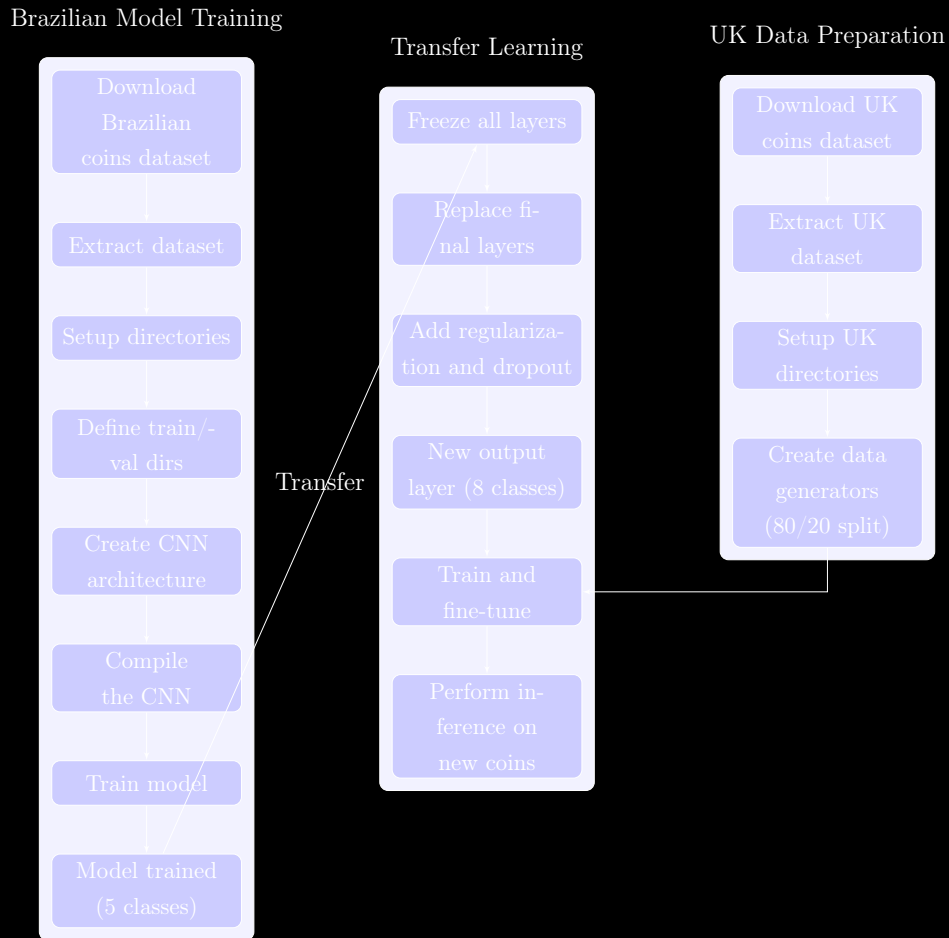 Brazilian Model Training
Download
Brazilian
coins dataset
Extract dataset
Setup directories
Define train/-
val dirs
Create CNN
architecture
Compile
the CNN
Train model
Model trained
(5 classes)
Transfer
Transfer Learning
Freeze all layers
Replace fi-
nal layers
Add regulariza-
tion and dropout
New output
layer (8 classes)
Train and
fine-tune
Perform in-
ference on
new coins
UK Data Preparation
Download UK
coins dataset
Extract UK
dataset
Setup UK
directories
Create data
generators
(80/20 split)